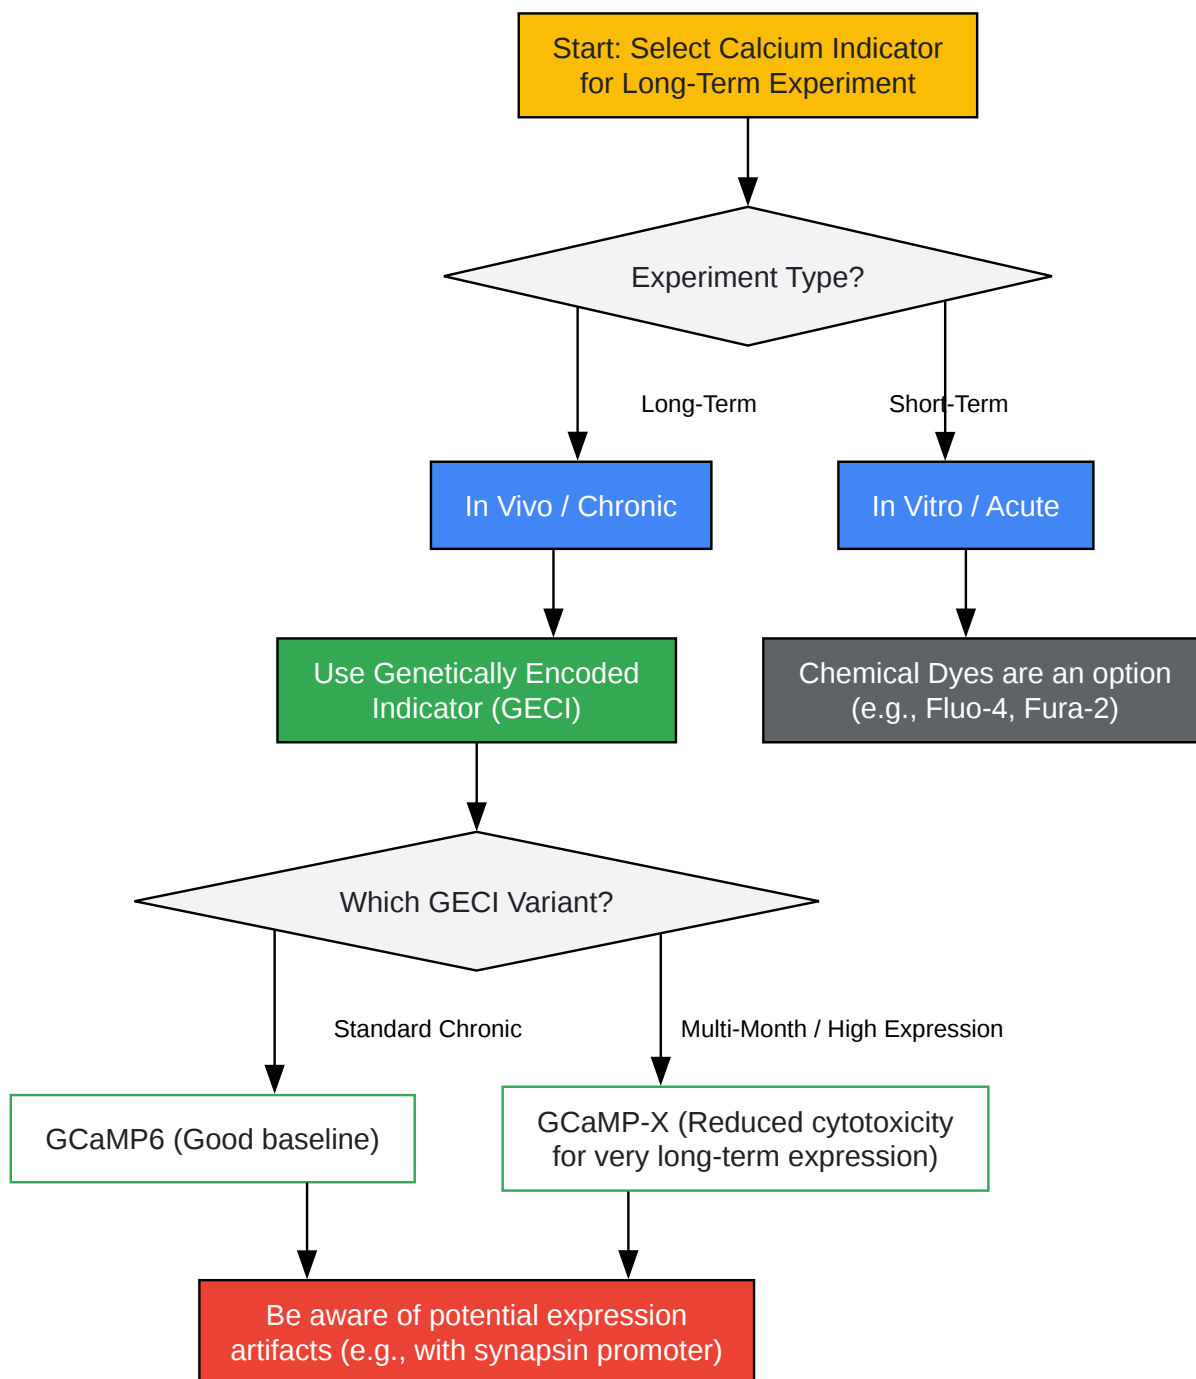 Start: Select Calcium Indicator
for Long-Term Experiment
Experiment Type?
Long-Term
Short-Term
In Vivo / Chronic
In Vitro / Acute
Use Genetically Encoded
Indicator (GECI)
Chemical Dyes are an option
(e.g., Fluo-4, Fura-2)
Which GECI Variant?
Standard Chronic
Multi-Month / High Expression
GCaMP6 (Good baseline)
GCaMP-X (Reduced cytotoxicity
for very long-term expression)
Be aware of potential expression
artifacts (e.g., with synapsin promoter)